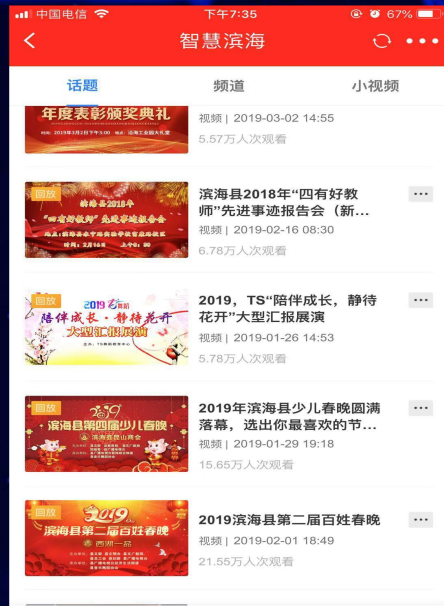 中国电信 下午7:35 67%
智慧滨海
话题 频道 小视频
年度表彰颁奖典礼
视频 | 2019-03-02 14:55
5.57万人次观看
回放
滨海县2018年
“四有好教师”先进事迹报告会
滨海县2018年“四有好教
师”先进事迹报告会（新...
视频 | 2019-02-16 08:30
6.78万人次观看
回放
2019
陪伴成长·静待花开
大型汇报展演
2019，TS“陪伴成长，静待
花开”大型汇报展演
视频 | 2019-01-26 14:53
5.78万人次观看
回放
2019
滨海县第四届少儿春晚
2019年滨海县少儿春晚圆满
落幕，选出你最喜欢的节...
视频 | 2019-01-29 19:18
15.65万人次观看
回放
2019
滨海县第二届百姓春晚
西湖一品
2019滨海县第二届百姓春晚
视频 | 2019-02-01 18:49
21.55万人次观看